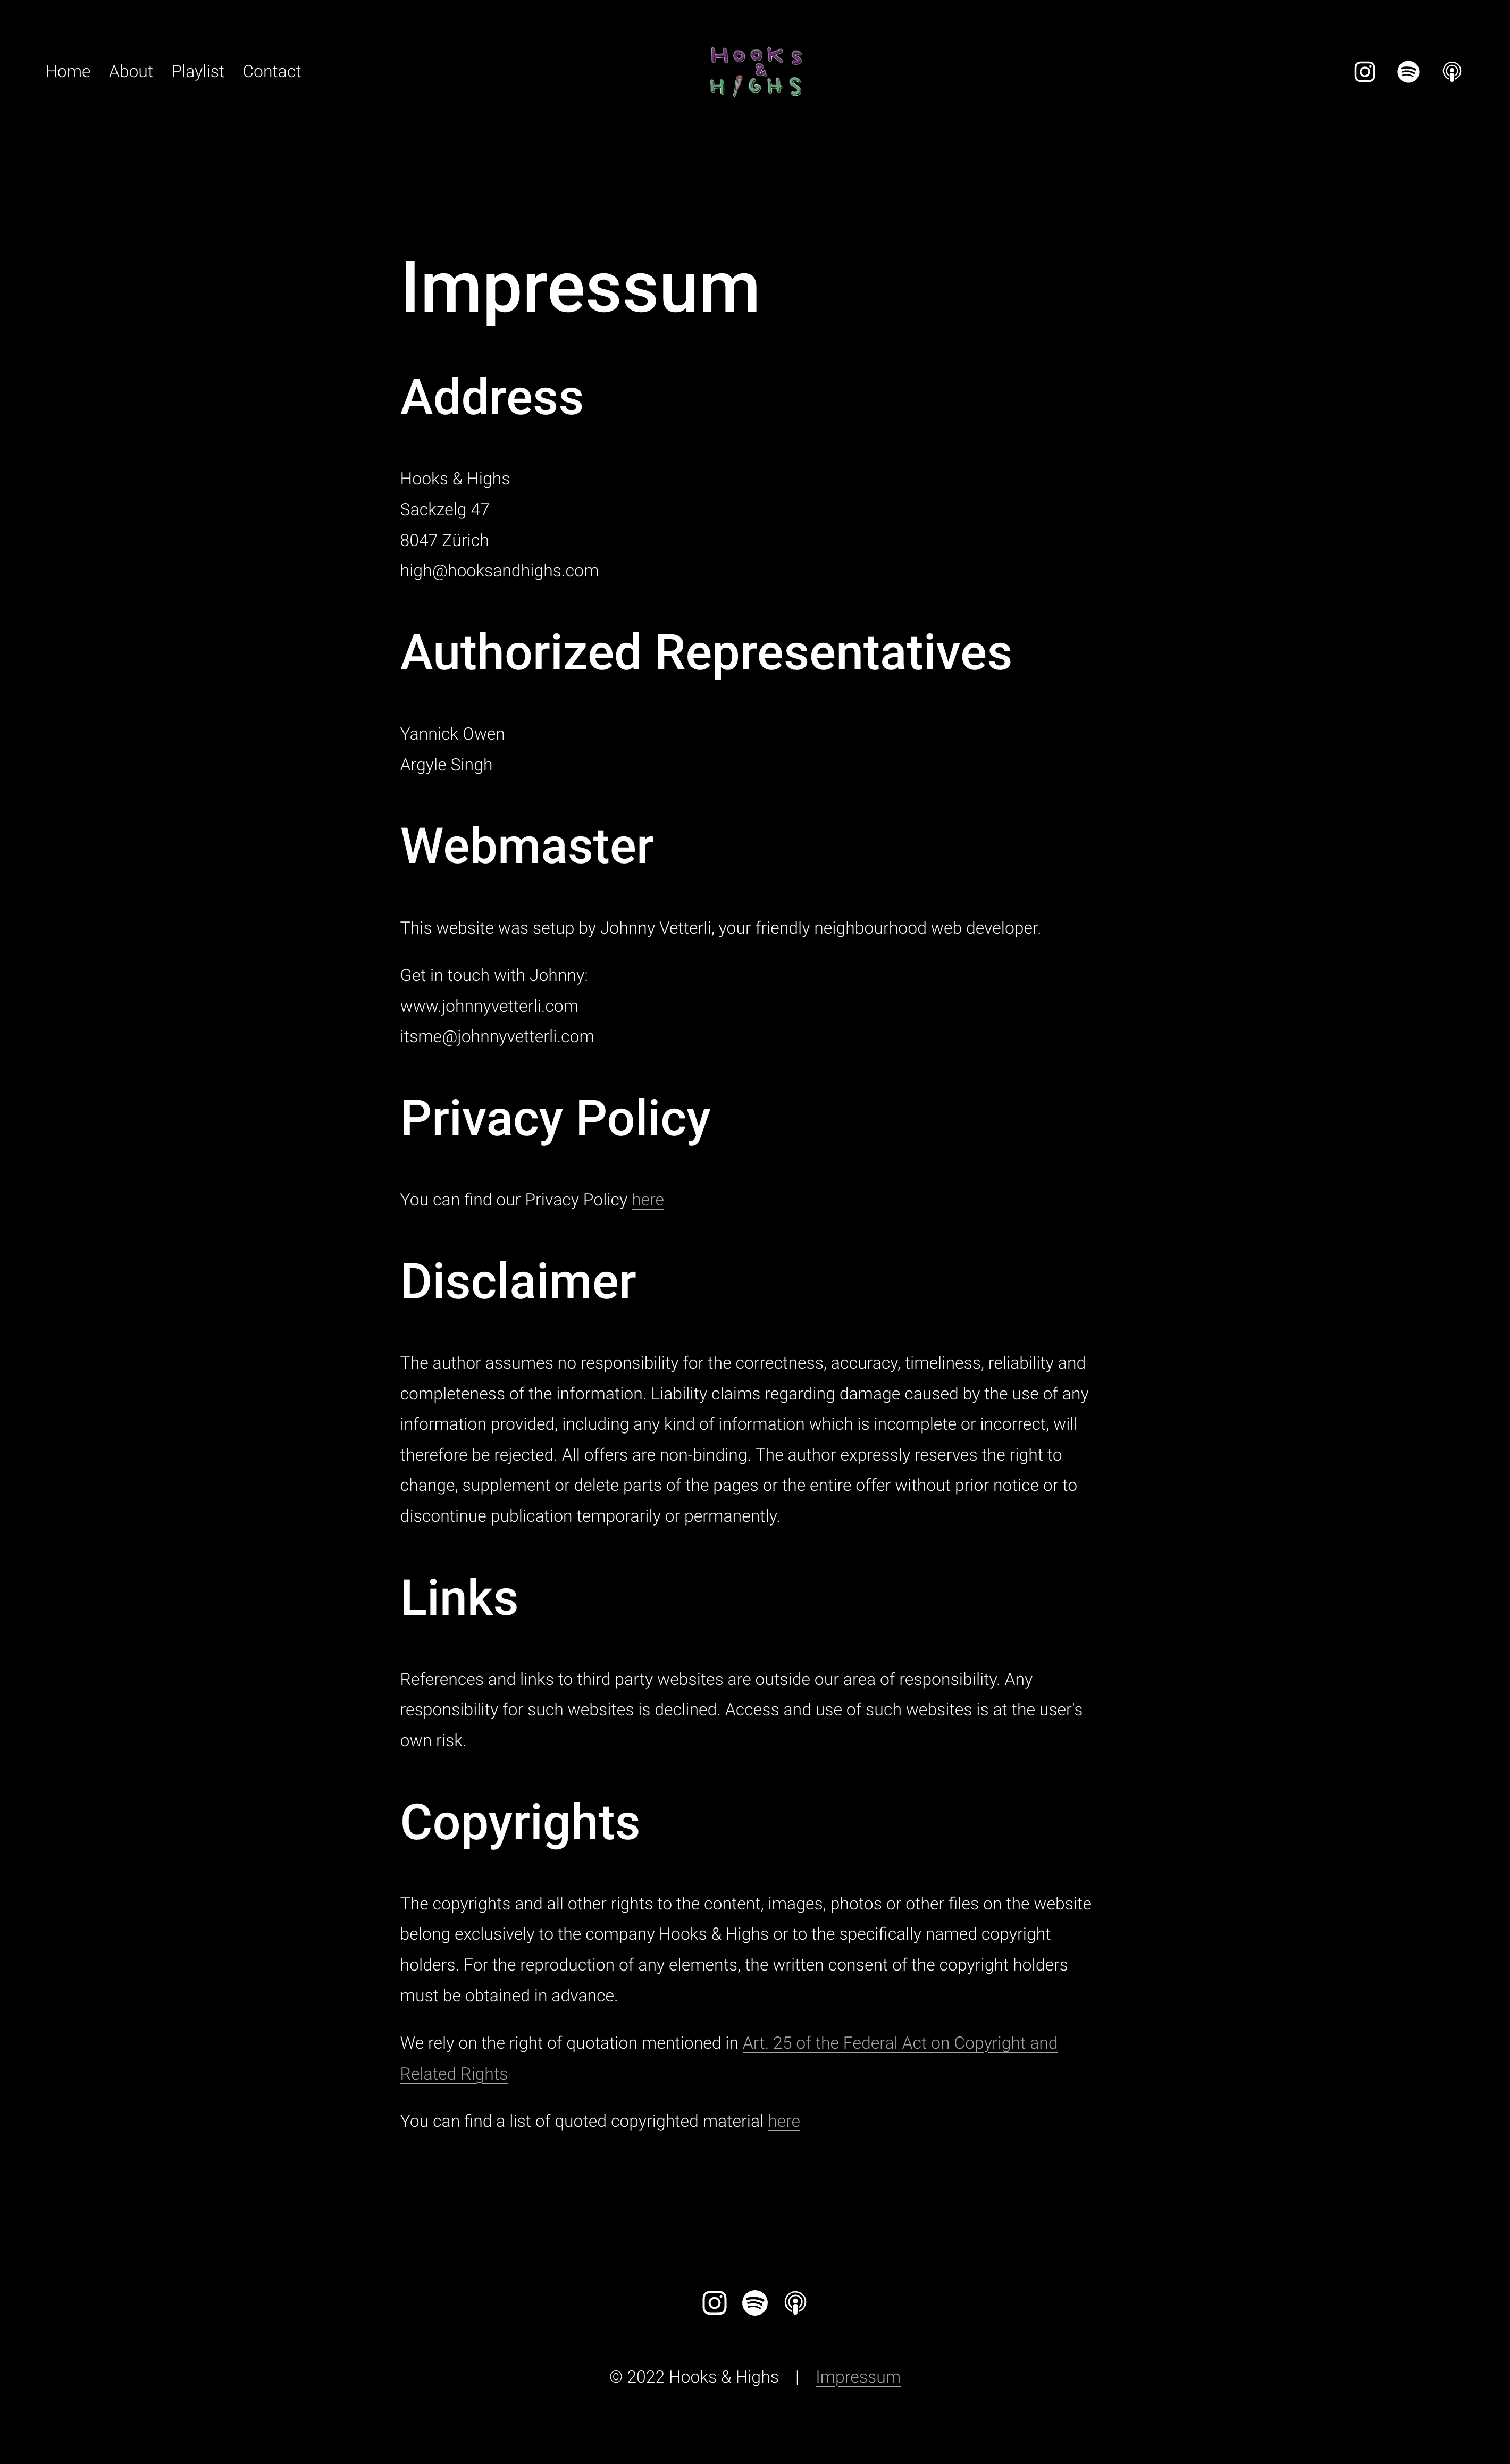 Home About Playlist Contact
Hooks
&
HIGHS
Impressum
Address
Hooks & Highs
Sackzelg 47
8047 Zürich
high@hooksandhighs.com
Authorized Representatives
Yannick Owen
Argyle Singh
Webmaster
This website was setup by Johnny Vetterli, your friendly neighbourhood web developer.
Get in touch with Johnny:
www.johnnyvetterli.com
itsme@johnnyvetterli.com
Privacy Policy
You can find our Privacy Policy here
Disclaimer
The author assumes no responsibility for the correctness, accuracy, timeliness, reliability and
completeness of the information. Liability claims regarding damage caused by the use of any
information provided, including any kind of information which is incomplete or incorrect, will
therefore be rejected. All offers are non-binding. The author expressly reserves the right to
change, supplement or delete parts of the pages or the entire offer without prior notice or to
discontinue publication temporarily or permanently.
Links
References and links to third party websites are outside our area of responsibility. Any
responsibility for such websites is declined. Access and use of such websites is at the user's
own risk.
Copyrights
The copyrights and all other rights to the content, images, photos or other files on the website
belong exclusively to the company Hooks & Highs or to the specifically named copyright
holders. For the reproduction of any elements, the written consent of the copyright holders
must be obtained in advance.
We rely on the right of quotation mentioned in Art. 25 of the Federal Act on Copyright and
Related Rights
You can find a list of quoted copyrighted material here
© 2022 Hooks & Highs | Impressum